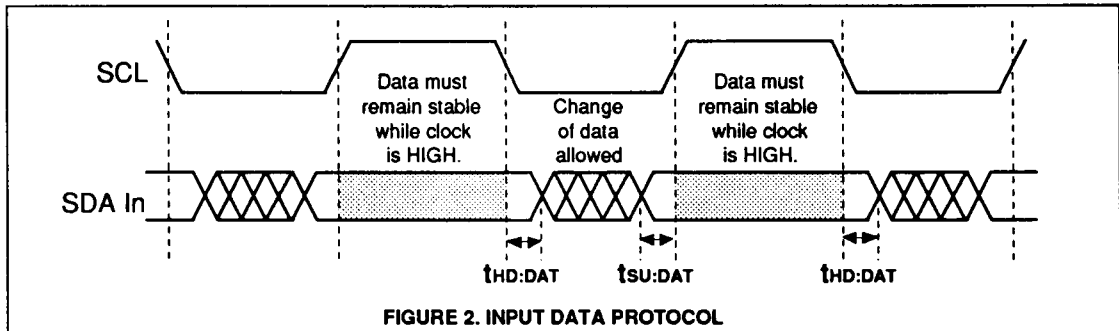 SCL
Data must
remain stable
while clock
is HIGH.
Change
of data
allowed
Data must
remain stable
while clock
is HIGH.
SDA In
tHD:DAT
tSU:DAT
tHD:DAT
FIGURE 2. INPUT DATA PROTOCOL